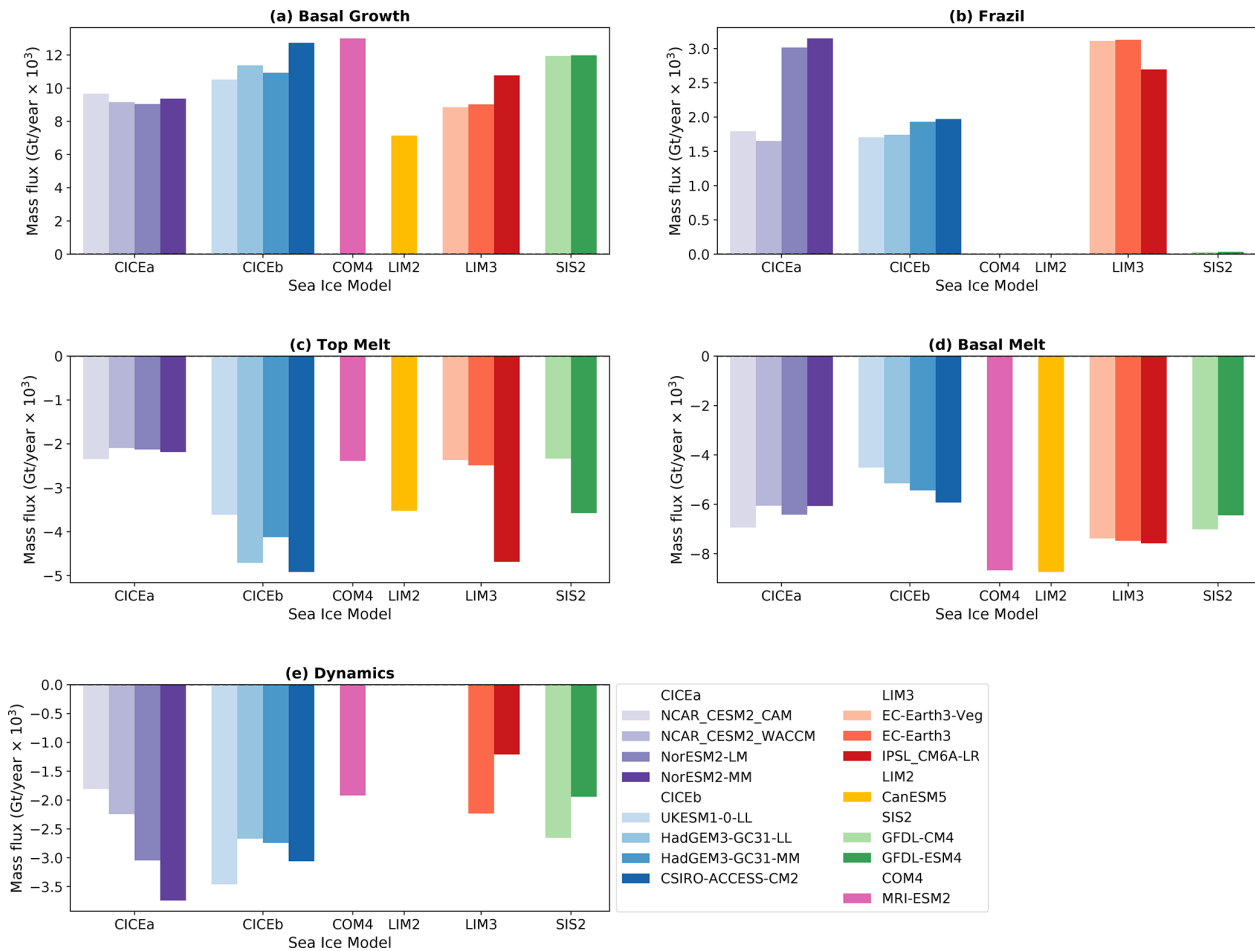 (a) Basal Growth
Mass flux (Gt/year × 10³)
12
10
8
6
4
2
0
CICEa CICEb COM4 LIM2 LIM3 SIS2
Sea Ice Model
(b) Frazil
Mass flux (Gt/year × 10³)
3.0
2.5
2.0
1.5
1.0
0.5
0.0
CICEa CICEb COM4 LIM2 LIM3 SIS2
Sea Ice Model
(c) Top Melt
Mass flux (Gt/year × 10³)
0
−1
−2
−3
−4
−5
CICEa CICEb COM4 LIM2 LIM3 SIS2
Sea Ice Model
(d) Basal Melt
Mass flux (Gt/year × 10³)
0
−2
−4
−6
−8
CICEa CICEb COM4 LIM2 LIM3 SIS2
Sea Ice Model
(e) Dynamics
Mass flux (Gt/year × 10³)
0.0
−0.5
−1.0
−1.5
−2.0
−2.5
−3.0
−3.5
CICEa CICEb COM4 LIM2 LIM3 SIS2
Sea Ice Model
CICEa
NCAR_CESM2_CAM
NCAR_CESM2_WACCM
NorESM2-LM
NorESM2-MM
CICEb
UKESM1-0-LL
HadGEM3-GC31-LL
HadGEM3-GC31-MM
CSIRO-ACCESS-CM2
LIM3
EC-Earth3-Veg
EC-Earth3
IPSL_CM6A-LR
LIM2
CanESM5
SIS2
GFDL-CM4
GFDL-ESM4
COM4
MRI-ESM2